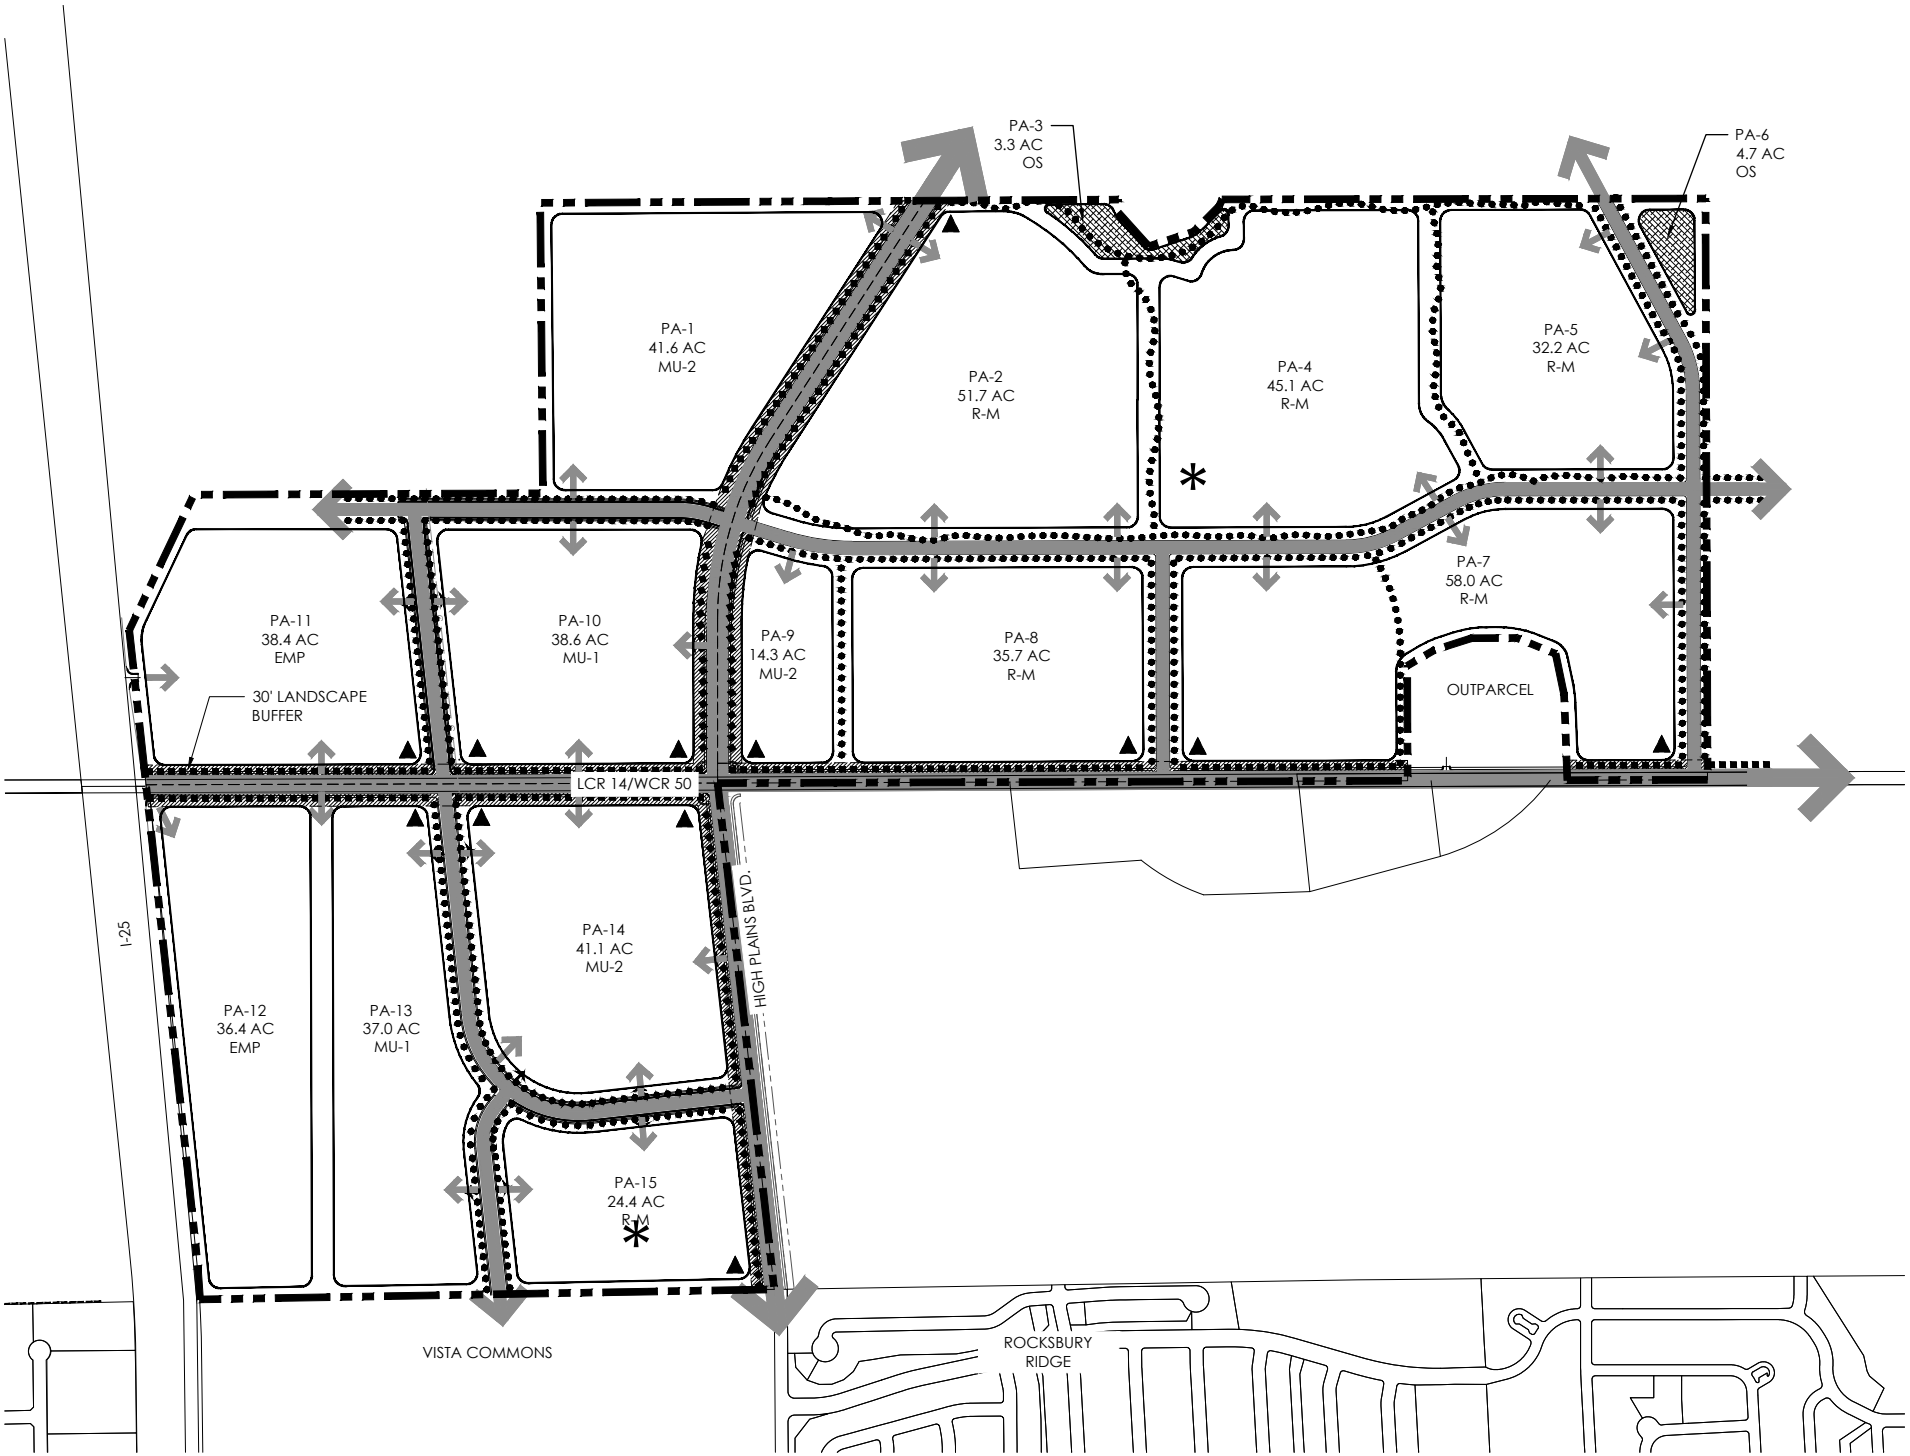 PA-3
3.3 AC
OS
PA-6
4.7 AC
OS
PA-1
41.6 AC
MU-2
PA-2
51.7 AC
R-M
PA-4
45.1 AC
R-M
PA-5
32.2 AC
R-M
PA-7
58.0 AC
R-M
PA-11
38.4 AC
EMP
PA-10
38.6 AC
MU-1
PA-9
14.3 AC
MU-2
PA-8
35.7 AC
R-M
OUTPARCEL
30' LANDSCAPE
BUFFER
LCR 14/WCR 50
HIGH PLAINS BLVD.
I-25
PA-14
41.1 AC
MU-2
PA-12
36.4 AC
EMP
PA-13
37.0 AC
MU-1
PA-15
24.4 AC
R-M
VISTA COMMONS
ROCKSBURY
RIDGE